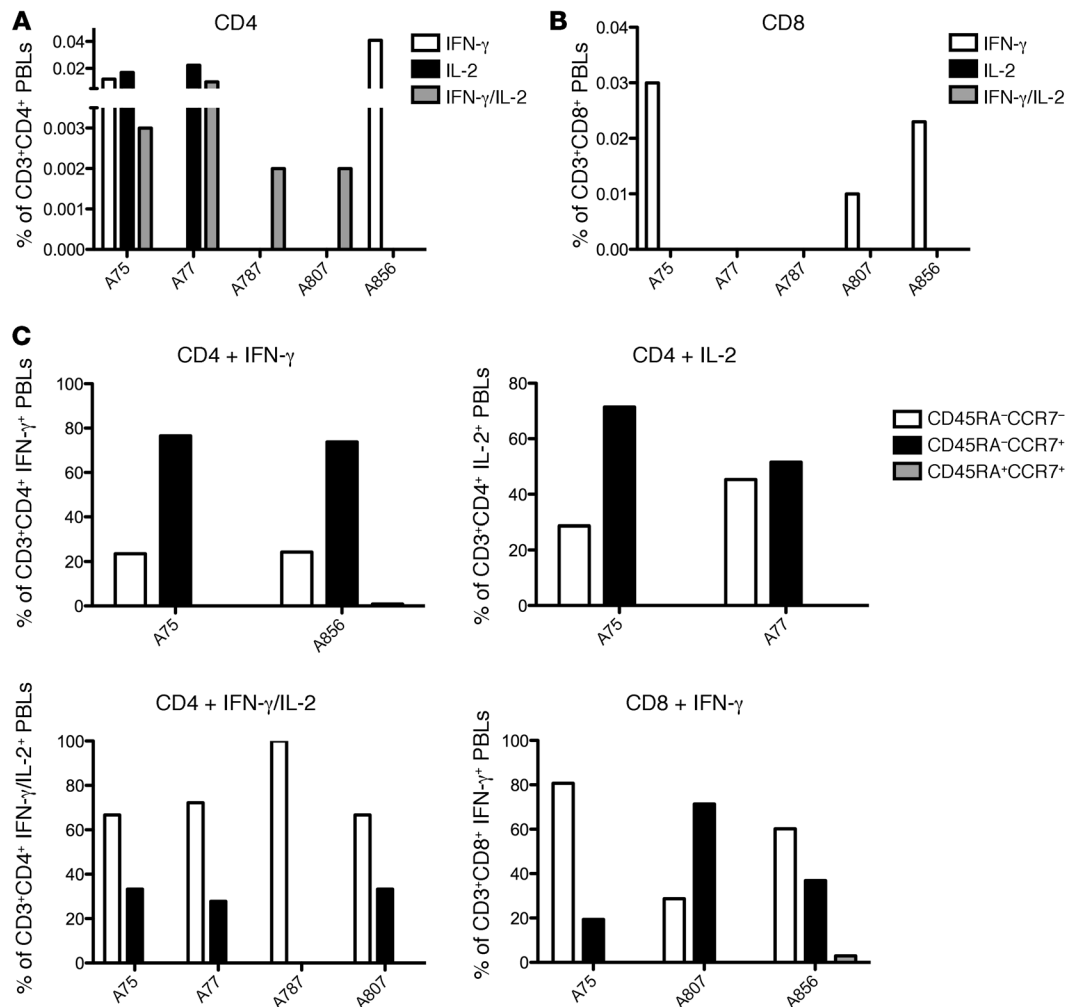 A
CD4
% of CD3⁺CD4⁺ PBLs
0.04
0.02
0.003
0.002
0.001
0.000
A75
A77
A787
A807
A856
IFN-γ
IL-2
IFN-γ/IL-2
B
CD8
% of CD3⁺CD8⁺ PBLs
0.04
0.03
0.02
0.01
0.00
A75
A77
A787
A807
A856
IFN-γ
IL-2
IFN-γ/IL-2
C
CD4 + IFN-γ
% of CD3⁺CD4⁺ IFN-γ⁺ PBLs
100
80
60
40
20
0
A75
A856
CD4 + IL-2
% of CD3⁺CD4⁺ IL-2⁺ PBLs
80
60
40
20
0
A75
A77
CD45RA⁻CCR7⁻
CD45RA⁻CCR7⁺
CD45RA⁺CCR7⁺
CD4 + IFN-γ/IL-2
% of CD3⁺CD4⁺ IFN-γ/IL-2⁺ PBLs
100
80
60
40
20
0
A75
A77
A787
A807
CD8 + IFN-γ
% of CD3⁺CD8⁺ IFN-γ⁺ PBLs
100
80
60
40
20
0
A75
A807
A856